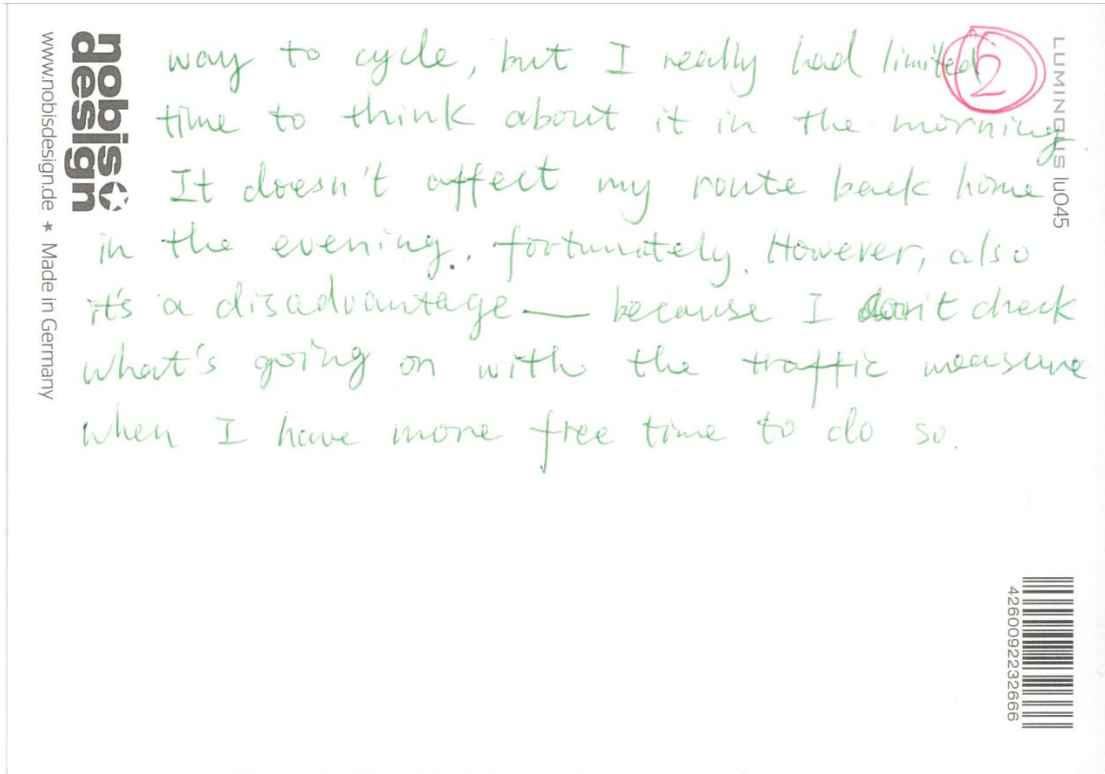 nobis
design
www.nobisdesign.de ★ Made in Germany
way to cycle, but I really had limited
time to think about it in the morning.
It doesn't affect my route back home
in the evening, fortunately. However, also
it's a disadvantage — because I don't check
what's going on with the traffic measure
when I have more free time to do so.
2
LUMINOUS lu045
4260092232666